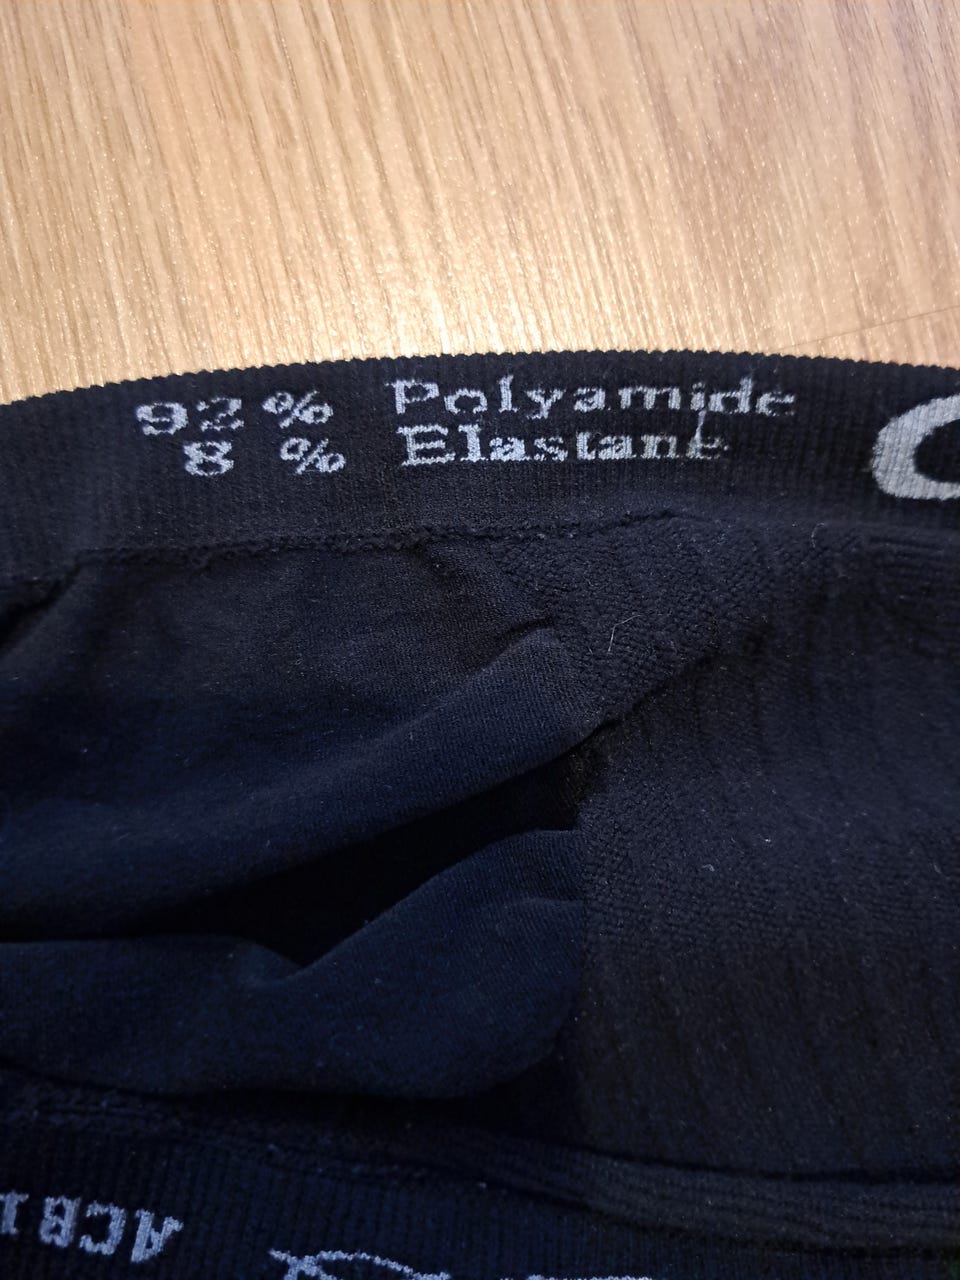 92 % Polyamide
8 % Elastane